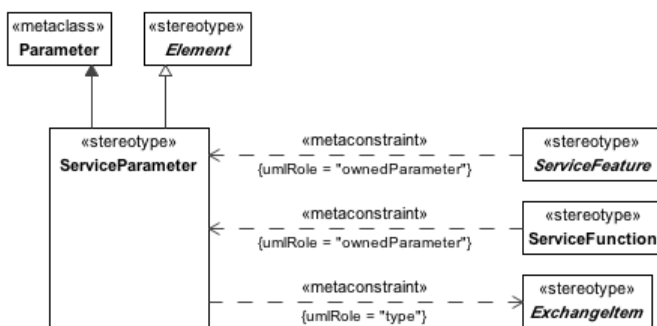 «metaclass»
Parameter
«stereotype»
Element
«stereotype»
ServiceParameter
«metaconstraint»
{umlRole = "ownedParameter"}
«stereotype»
ServiceFeature
«metaconstraint»
{umlRole = "ownedParameter"}
«stereotype»
ServiceFunction
«metaconstraint»
{umlRole = "type"}
«stereotype»
ExchangeItem